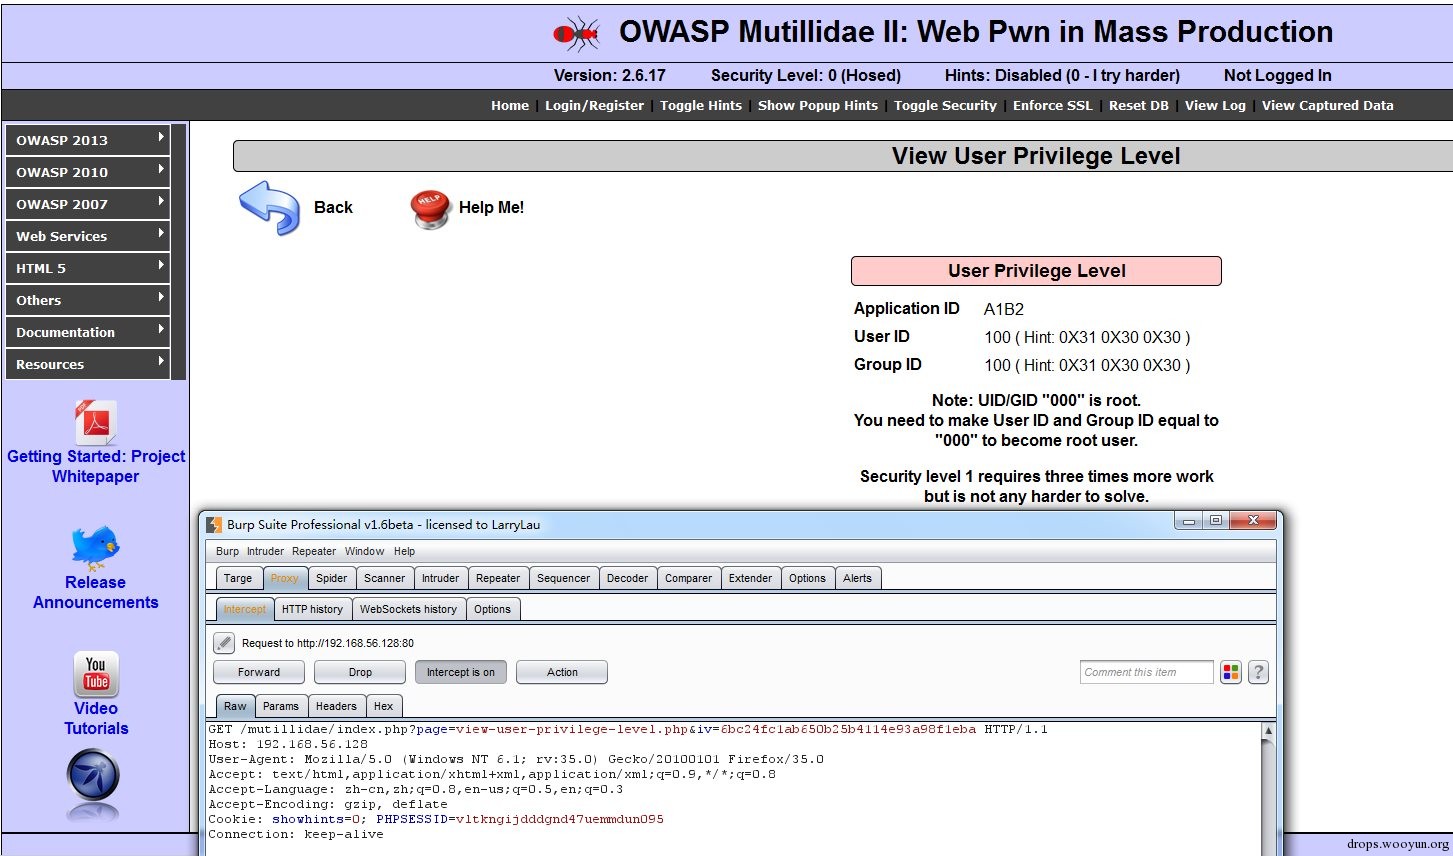 OWASP Mutillidae II: Web Pwn in Mass Production
Version: 2.6.17 Security Level: 0 (Hosed) Hints: Disabled (0 - I try harder) Not Logged In
Home | Login/Register | Toggle Hints | Show Popup Hints | Toggle Security | Enforce SSL | Reset DB | View Log | View Captured Data
OWASP 2013
OWASP 2010
OWASP 2007
Web Services
HTML 5
Others
Documentation
Resources
Getting Started: Project
Whitepaper
Release
Announcements
You
Tube
Video
Tutorials
View User Privilege Level
Back
HELP
Help Me!
User Privilege Level
Application ID A1B2
User ID 100 ( Hint: 0X31 0X30 0X30 )
Group ID 100 ( Hint: 0X31 0X30 0X30 )
Note: UID/GID "000" is root.
You need to make User ID and Group ID equal to
"000" to become root user.
Security level 1 requires three times more work
but is not any harder to solve.
Burp Suite Professional v1.6beta - licensed to LarryLau
Burp Intruder Repeater Window Help
Targe Proxy Spider Scanner Intruder Repeater Sequencer Decoder Comparer Extender Options Alerts
Intercept HTTP history WebSockets history Options
Request to http://192.168.56.128:80
Forward Drop Intercept is on Action Comment this item ?
Raw Params Headers Hex
GET /mutillidae/index.php?page=view-user-privilege-level.php&iv=6bc24fc1ab650b25b4114e93a98f1eba HTTP/1.1
Host: 192.168.56.128
User-Agent: Mozilla/5.0 (Windows NT 6.1; rv:35.0) Gecko/20100101 Firefox/35.0
Accept: text/html,application/xhtml+xml,application/xml;q=0.9,*/*;q=0.8
Accept-Language: zh-cn,zh;q=0.8,en-us;q=0.5,en;q=0.3
Accept-Encoding: gzip, deflate
Cookie: showhints=0; PHPSESSID=vltkngijdddgnd47uemmdun095
Connection: keep-alive
drops.wooyun.org